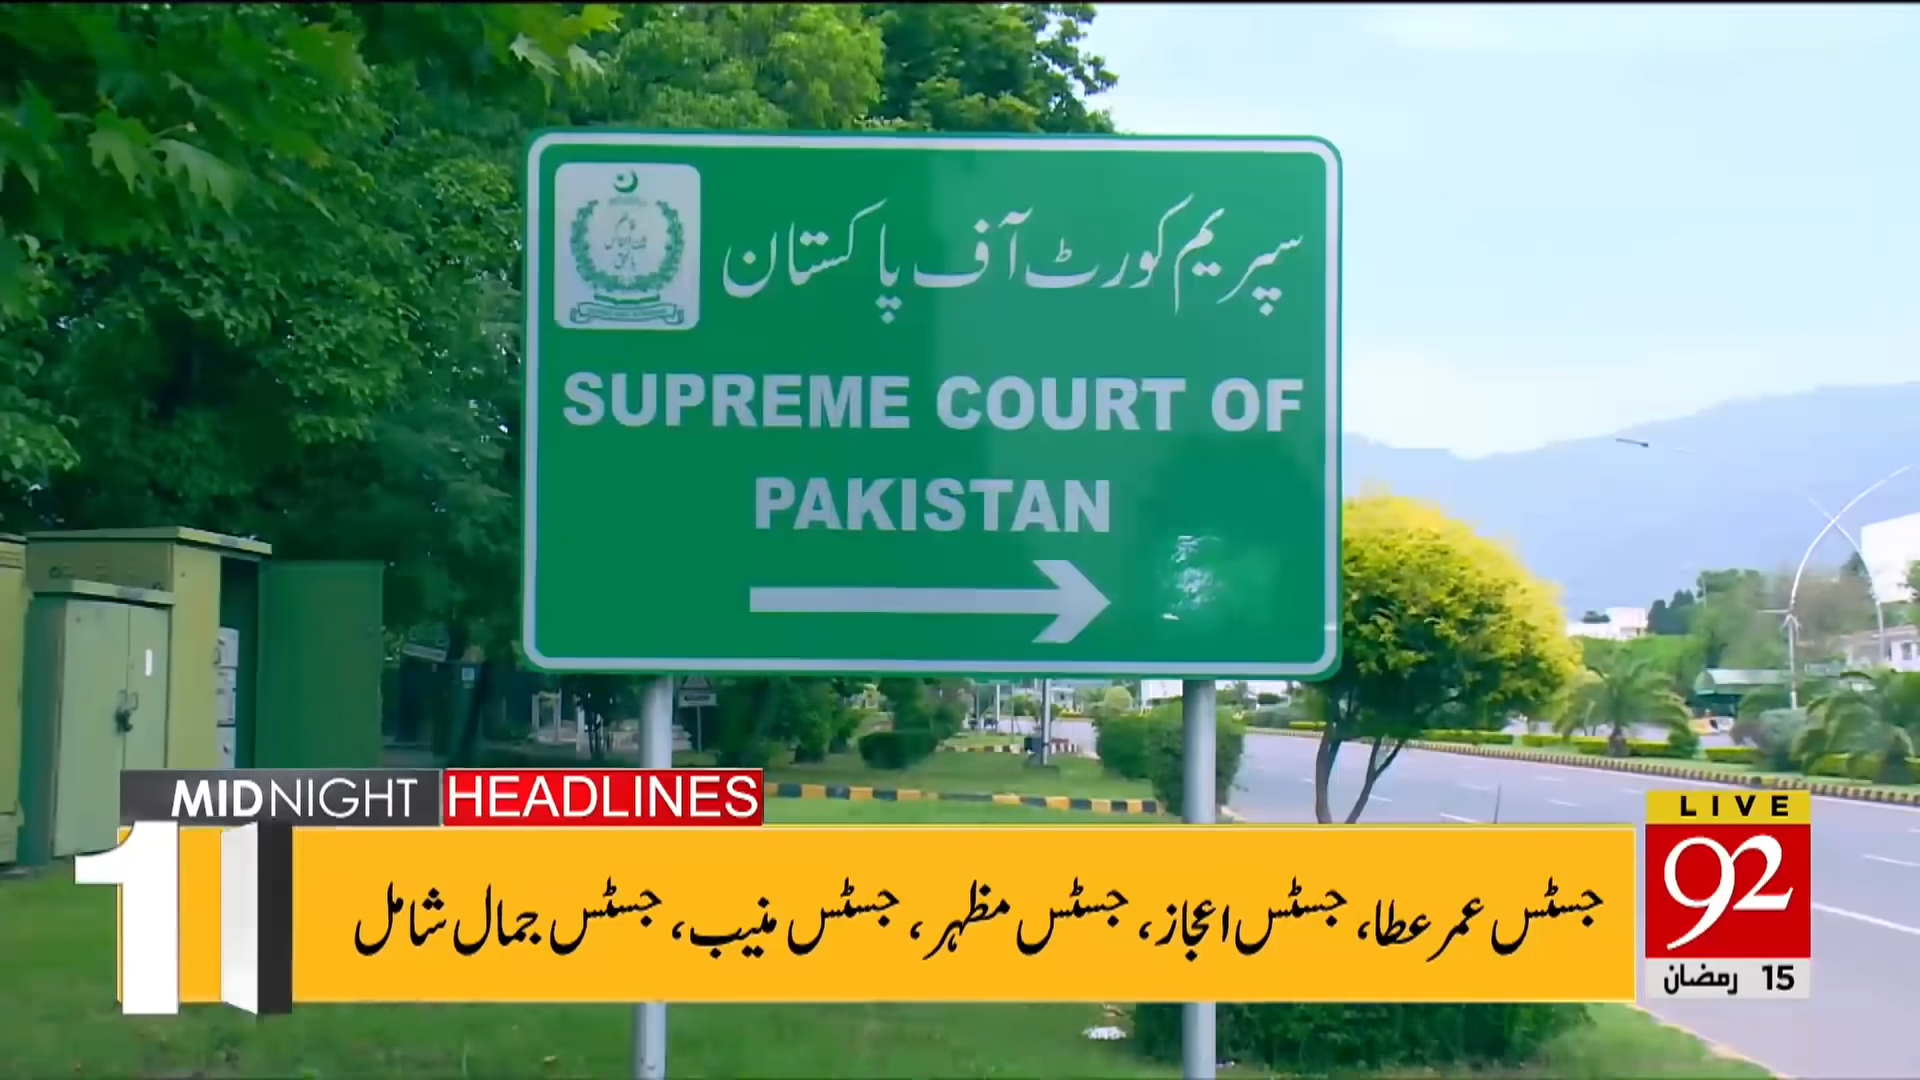 سپریم کورٹ آف پاکستان
SUPREME COURT OF
PAKISTAN
MIDNIGHT HEADLINES
1
جسٹس عمر عطا، جسٹس اعجاز، جسٹس مظہر، جسٹس منیب، جسٹس جمال شامل
LIVE
92
15 رمضان